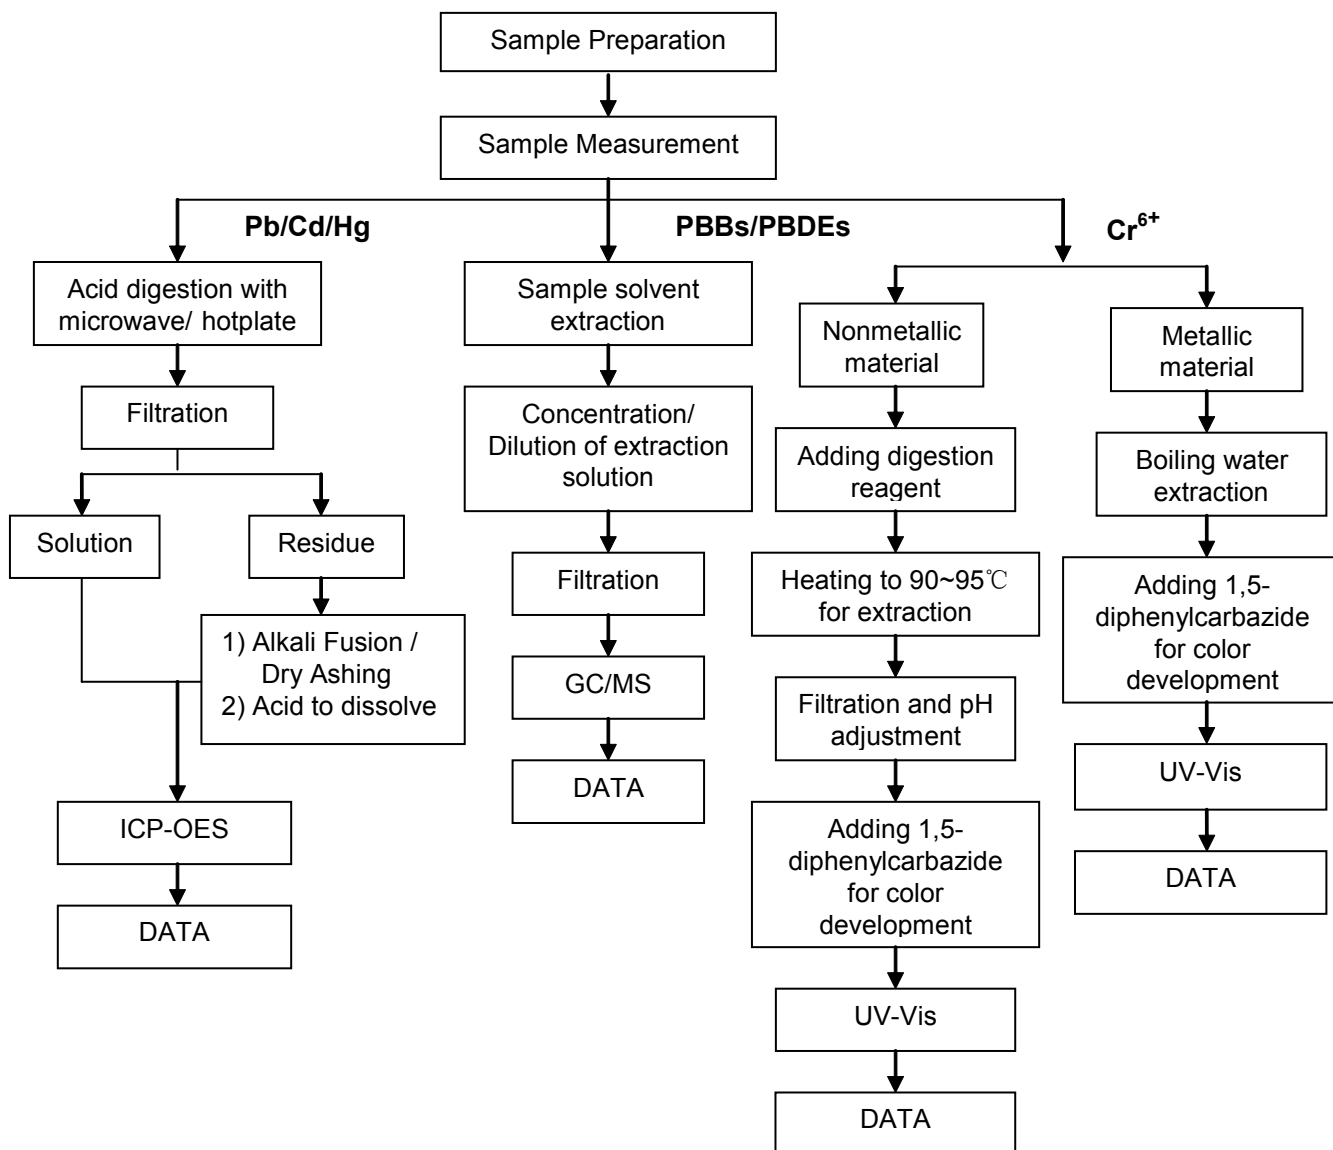 Sample Preparation
Sample Measurement
Pb/Cd/Hg
PBBs/PBDEs
Cr⁶⁺
Acid digestion with
microwave/ hotplate
Filtration
Solution
Residue
1) Alkali Fusion /
Dry Ashing
2) Acid to dissolve
ICP-OES
DATA
Sample solvent
extraction
Concentration/
Dilution of extraction
solution
Filtration
GC/MS
DATA
Nonmetallic
material
Adding digestion
reagent
Heating to 90~95℃
for extraction
Filtration and pH
adjustment
Adding 1,5-
diphenylcarbazide
for color
development
UV-Vis
DATA
Metallic
material
Boiling water
extraction
Adding 1,5-
diphenylcarbazide
for color
development
UV-Vis
DATA